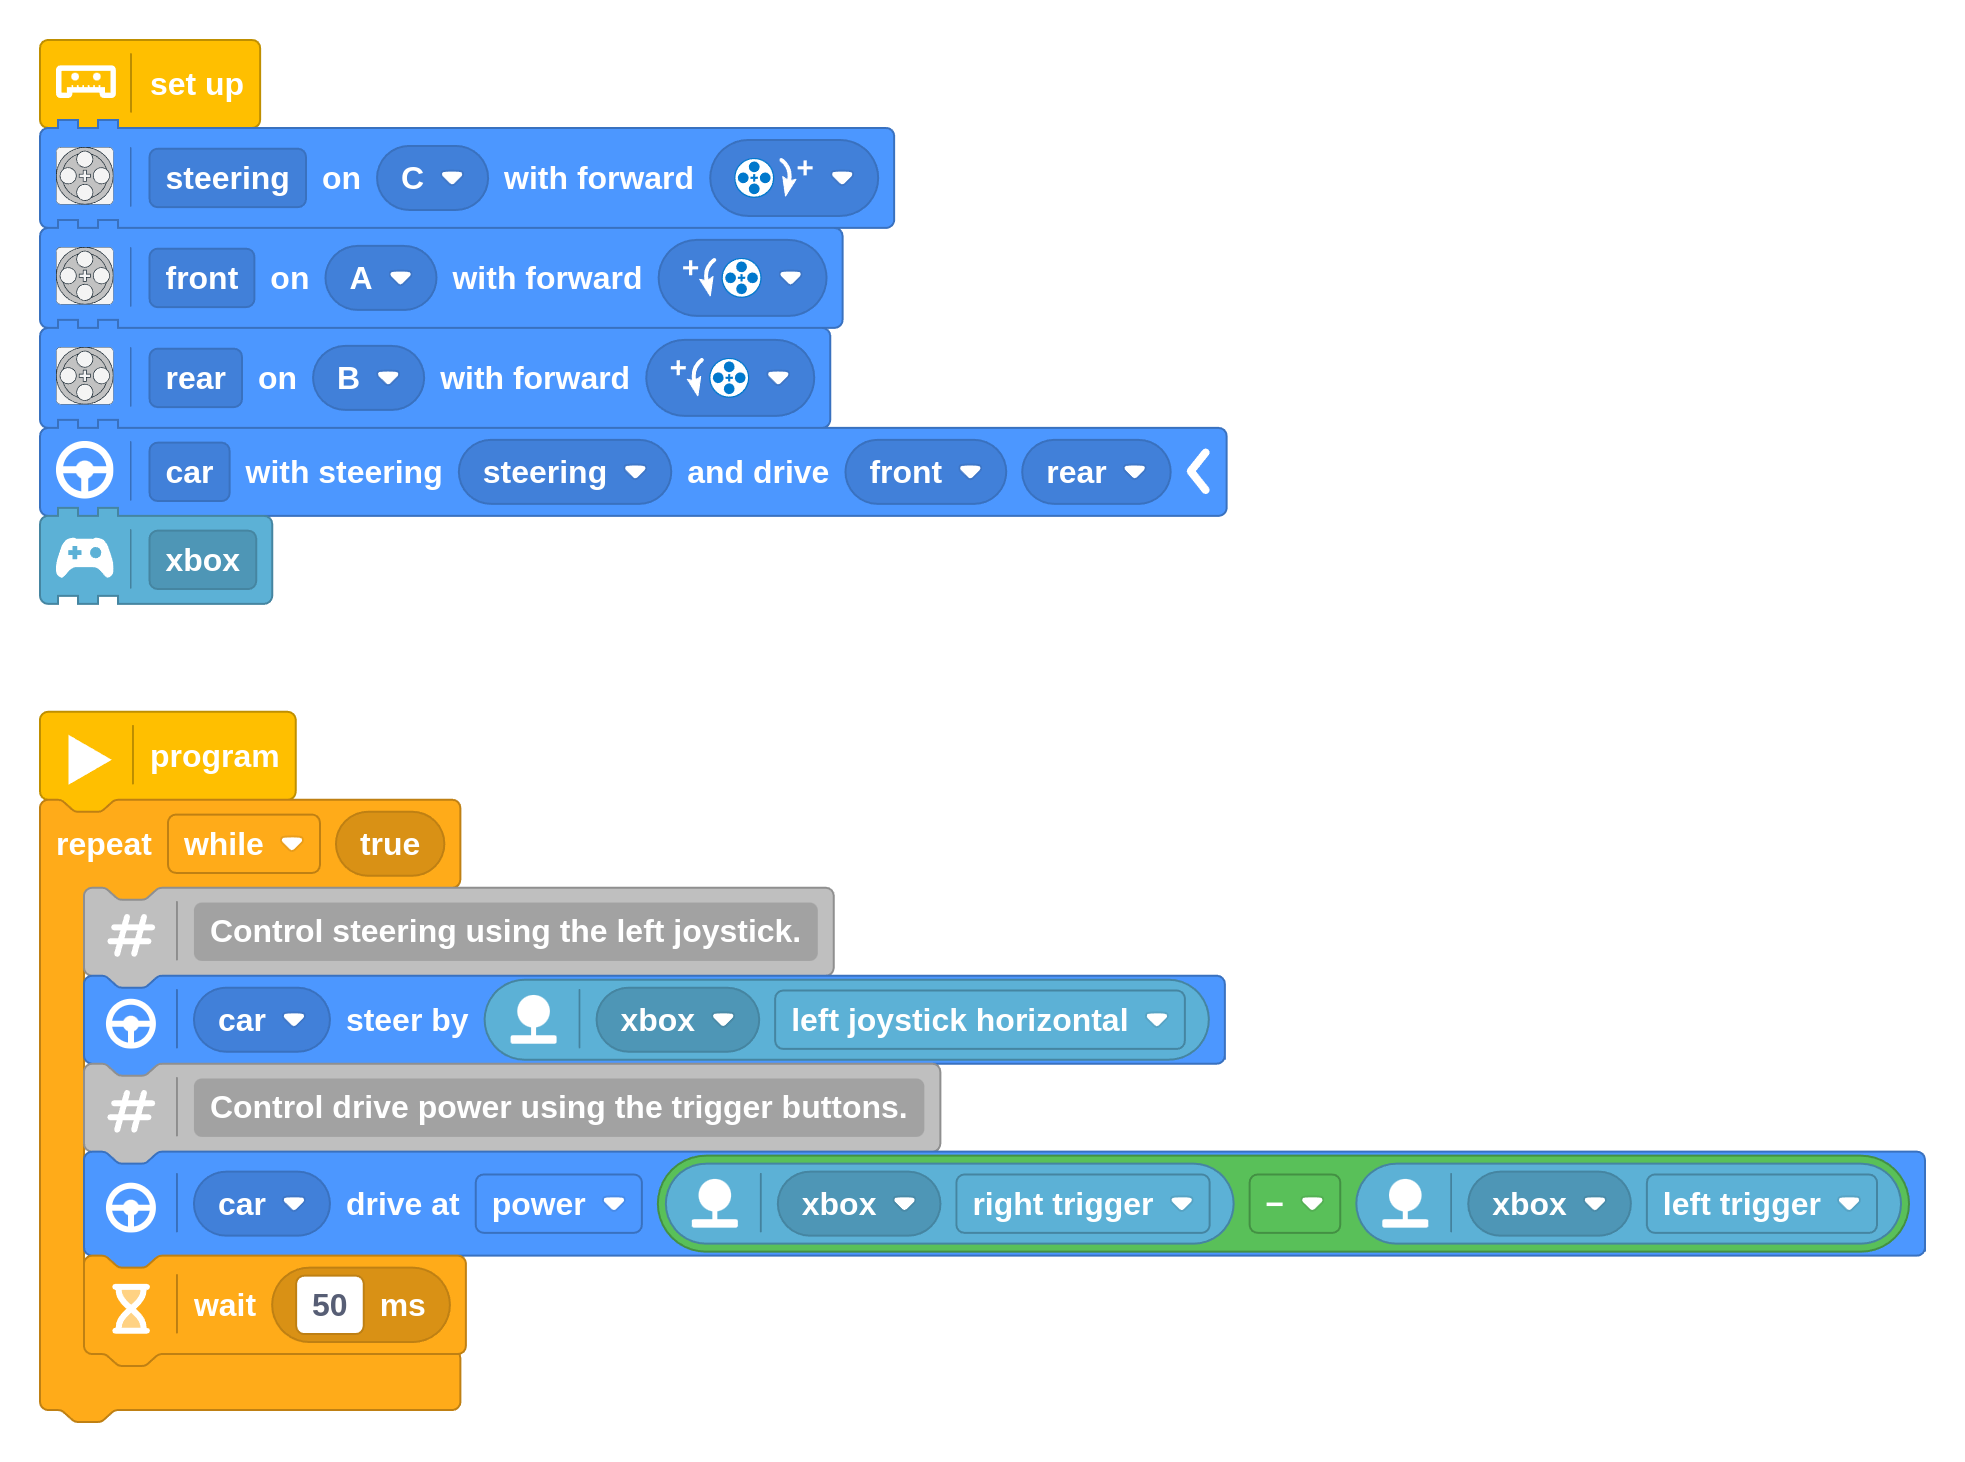 set up
steering on C with forward +
front on A with forward +
rear on B with forward +
car with steering steering and drive front rear
xbox
program
repeat while true
# Control steering using the left joystick.
car steer by xbox left joystick horizontal
# Control drive power using the trigger buttons.
car drive at power xbox right trigger − xbox left trigger
wait 50 ms